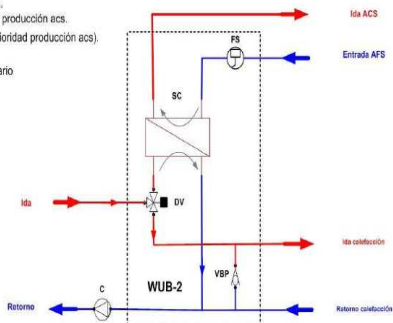 producción acs.
ioridad producción acs).
ario
Ida ACS
FS
Entrada AFS
SC
Ida
DV
Ida calefacción
VBP
C
WUB-2
Retorno
Retorno calefacción